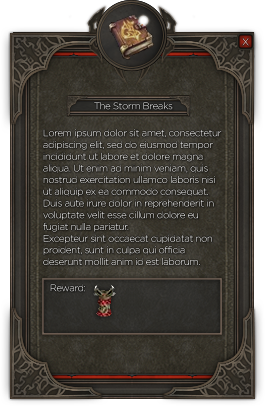 X
The Storm Breaks
Lorem ipsum dolor sit amet, consectetur
adipiscing elit, sed do eiusmod tempor
incididunt ut labore et dolore magna
aliqua. Ut enim ad minim veniam, quis
nostrud exercitation ullamco laboris nisi
ut aliquip ex ea commodo consequat.
Duis aute irure dolor in reprehenderit in
voluptate velit esse cillum dolore eu
fugiat nulla pariatur.
Excepteur sint occaecat cupidatat non
proident, sunt in culpa qui officia
deserunt mollit anim id est laborum.
Reward: